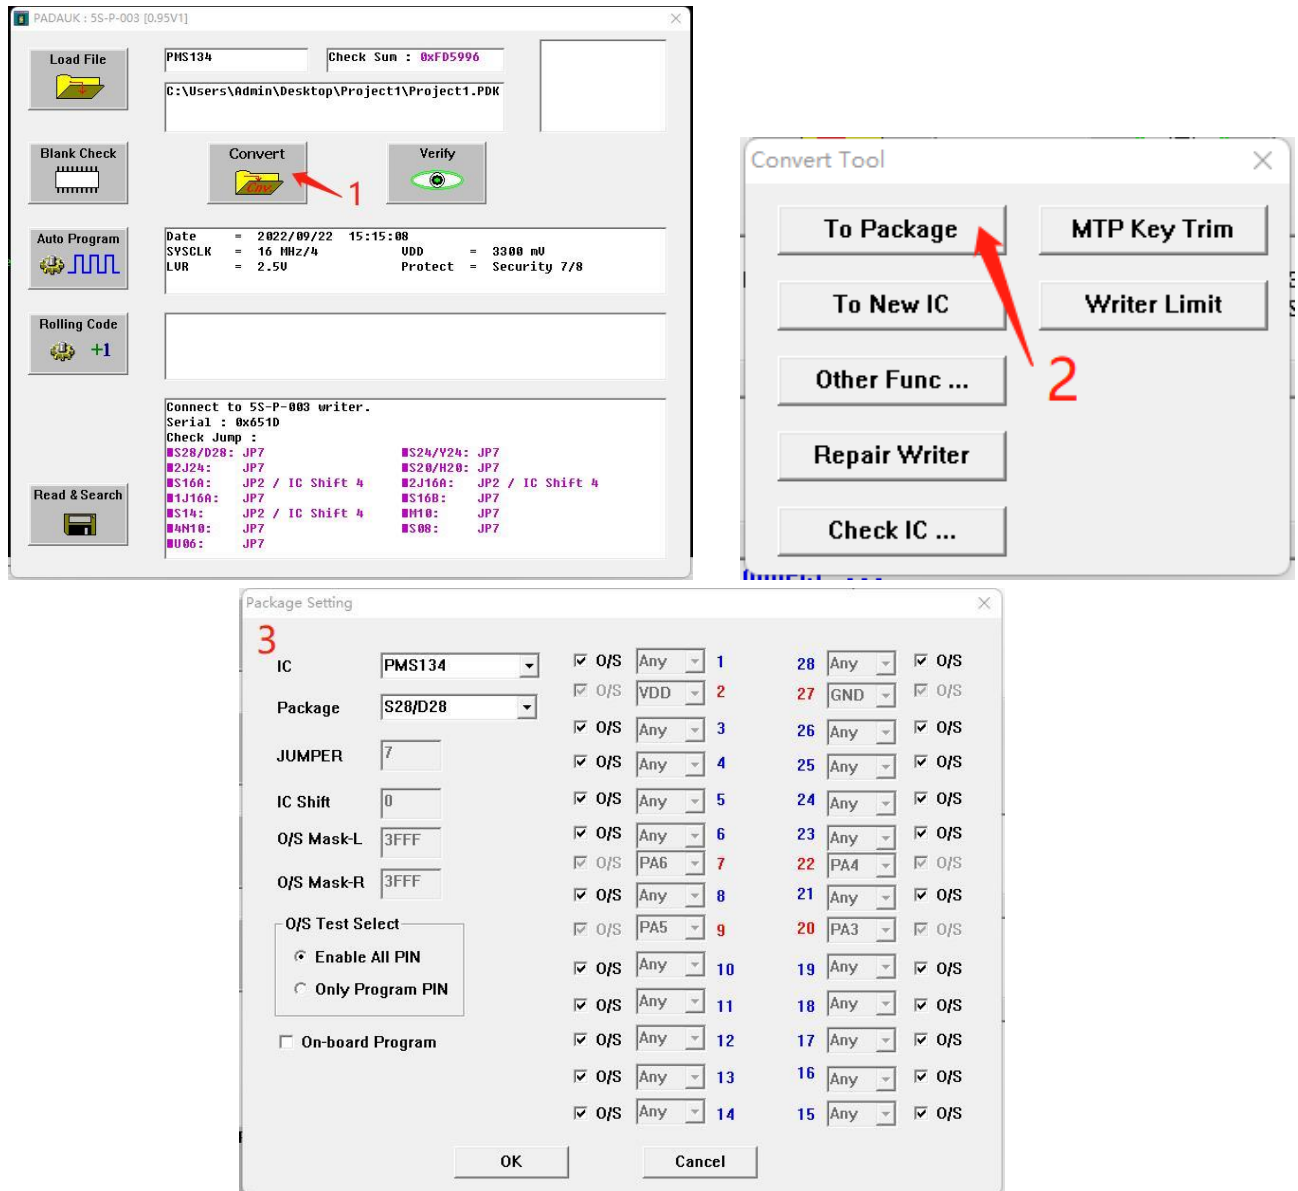 PADAUK : 5S-P-003 [0.95V1]
Load File
PMS134
Check Sum : 0xFD5996
C:\Users\Admin\Desktop\Project1\Project1.PDK
Blank Check
Convert
Cnv.
Verify
1
Auto Program
Date = 2022/09/22 15:15:08
SYSCLK = 16 MHz/4 VDD = 3300 mV
LVR = 2.5V Protect = Security 7/8
Rolling Code
+1
Connect to 5S-P-003 writer.
Serial : 0x651D
Check Jump :
S28/D28: JP7 S24/Y24: JP7
2J24: JP7 S20/H20: JP7
S16A: JP2 / IC Shift 4 2J16A: JP2 / IC Shift 4
1J16A: JP7 S16B: JP7
S14: JP2 / IC Shift 4 M10: JP7
4N10: JP7 S08: JP7
U06: JP7
Read & Search
Convert Tool
To Package MTP Key Trim
To New IC Writer Limit
2
Other Func ...
Repair Writer
Check IC ...
Package Setting
3
IC PMS134
Package S28/D28
JUMPER 7
IC Shift 0
O/S Mask-L 3FFF
O/S Mask-R 3FFF
O/S Test Select
Enable All PIN
Only Program PIN
On-board Program
O/S Any 1 28 Any O/S
O/S VDD 2 27 GND O/S
O/S Any 3 26 Any O/S
O/S Any 4 25 Any O/S
O/S Any 5 24 Any O/S
O/S Any 6 23 Any O/S
O/S PA6 7 22 PA4 O/S
O/S Any 8 21 Any O/S
O/S PA5 9 20 PA3 O/S
O/S Any 10 19 Any O/S
O/S Any 11 18 Any O/S
O/S Any 12 17 Any O/S
O/S Any 13 16 Any O/S
O/S Any 14 15 Any O/S
OK Cancel